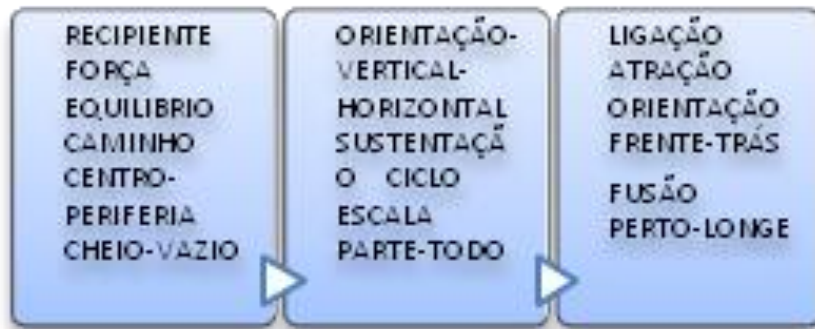 RECIPIENTE
FORÇA
EQUILIBRIO
CAMINHO
CENTRO-
PERIFERIA
CHEIO-VAZIO
ORIENTAÇÃO-
VERTICAL-
HORIZONTAL
SUSTENTAÇÃ
O CICLO
ESCALA
PARTE-TODO
LIGAÇÃO
ATRAÇÃO
ORIENTAÇÃO
FRENTE-TRÁS
FUSÃO
PERTO-LONGE